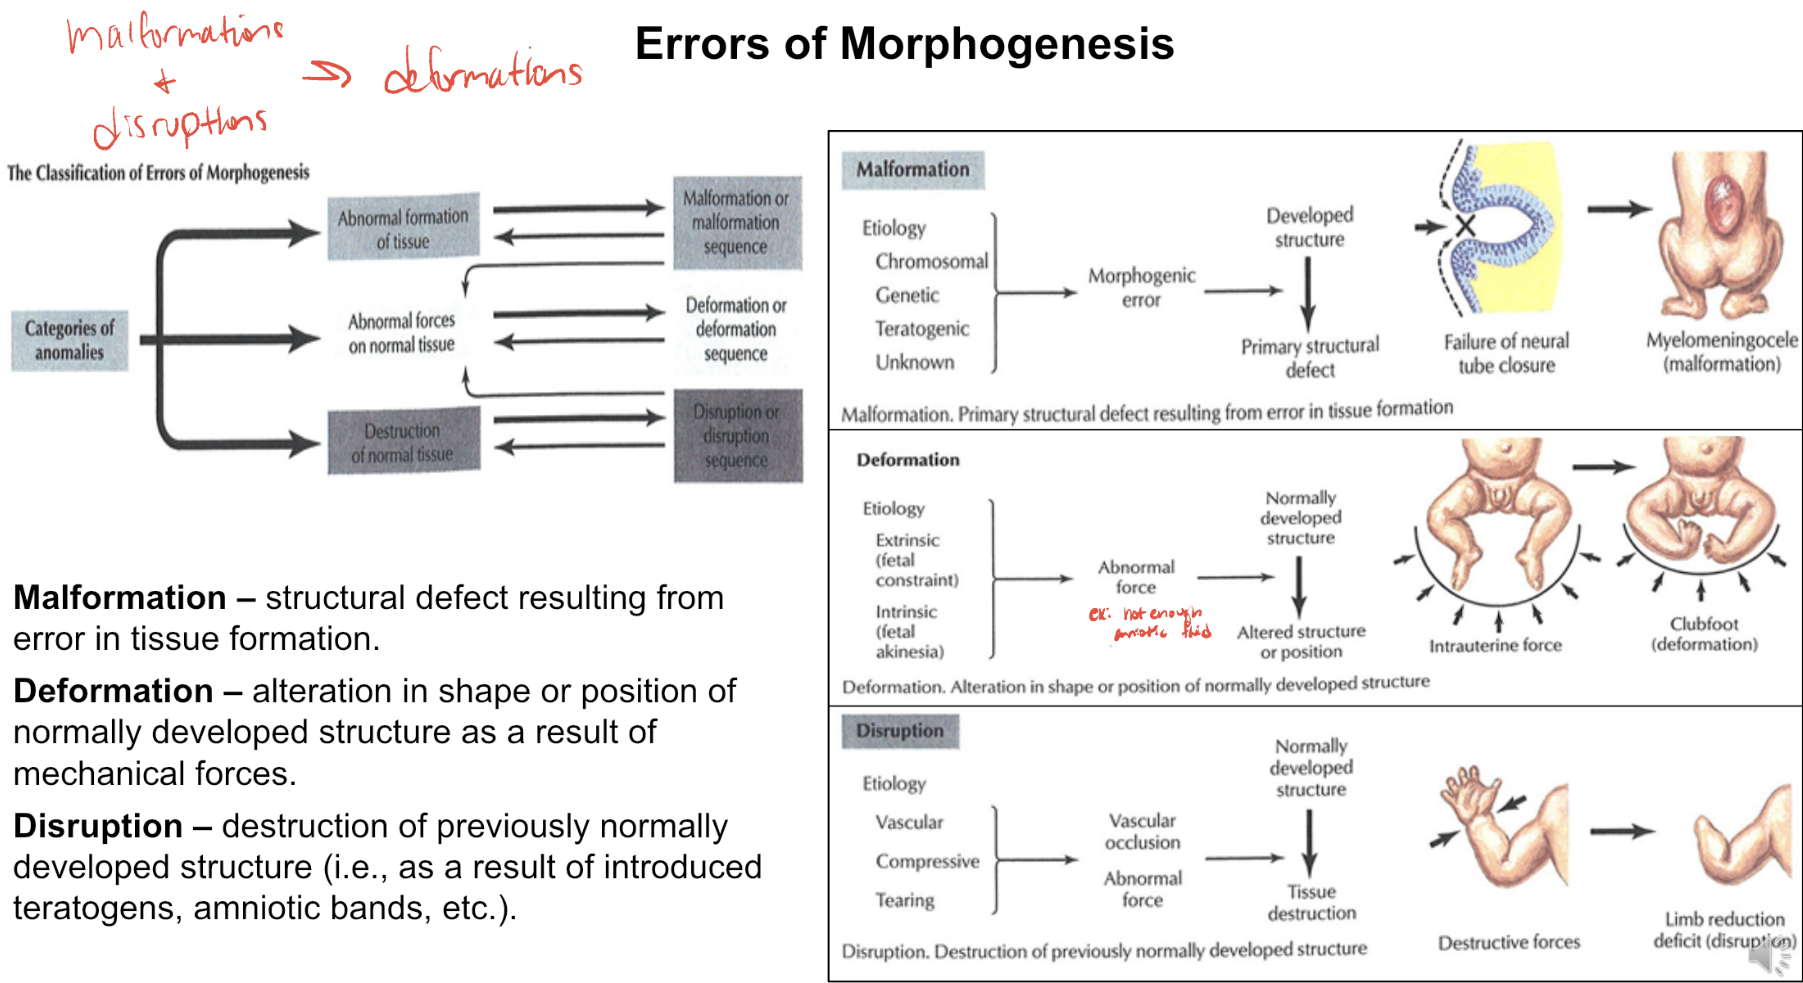 Errors of Morphogenesis
malformations
+
disruptions
→ deformations
The Classification of Errors of Morphogenesis
Categories of
anomalies
Abnormal formation
of tissue
Malformation or
malformation
sequence
Abnormal forces
on normal tissue
Deformation or
deformation
sequence
Destruction
of normal tissue
Disruption or
disruption
sequence
Malformation – structural defect resulting from
error in tissue formation.
Deformation – alteration in shape or position of
normally developed structure as a result of
mechanical forces.
Disruption – destruction of previously normally
developed structure (i.e., as a result of introduced
teratogens, amniotic bands, etc.).
Malformation
Etiology
Chromosomal
Genetic
Teratogenic
Unknown
Morphogenic
error
Developed
structure
Primary structural
defect
Failure of neural
tube closure
Myelomeningocele
(malformation)
Malformation. Primary structural defect resulting from error in tissue formation
Deformation
Etiology
Extrinsic
(fetal
constraint)
Intrinsic
(fetal
akinesia)
Abnormal
force
ex: not enough
amniotic fluid
Normally
developed
structure
Altered structure
or position
Intrauterine force
Clubfoot
(deformation)
Deformation. Alteration in shape or position of normally developed structure
Disruption
Etiology
Vascular
Compressive
Tearing
Vascular
occlusion
Abnormal
force
Normally
developed
structure
Tissue
destruction
Destructive forces
Limb reduction
deficit (disruption)
Disruption. Destruction of previously normally developed structure